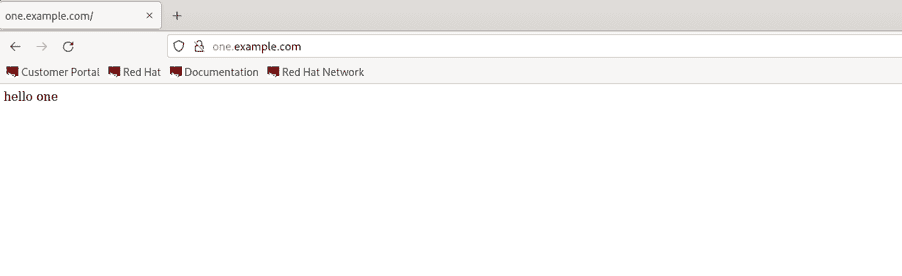 one.example.com/
one.example.com
Customer Portal Red Hat Documentation Red Hat Network
hello one